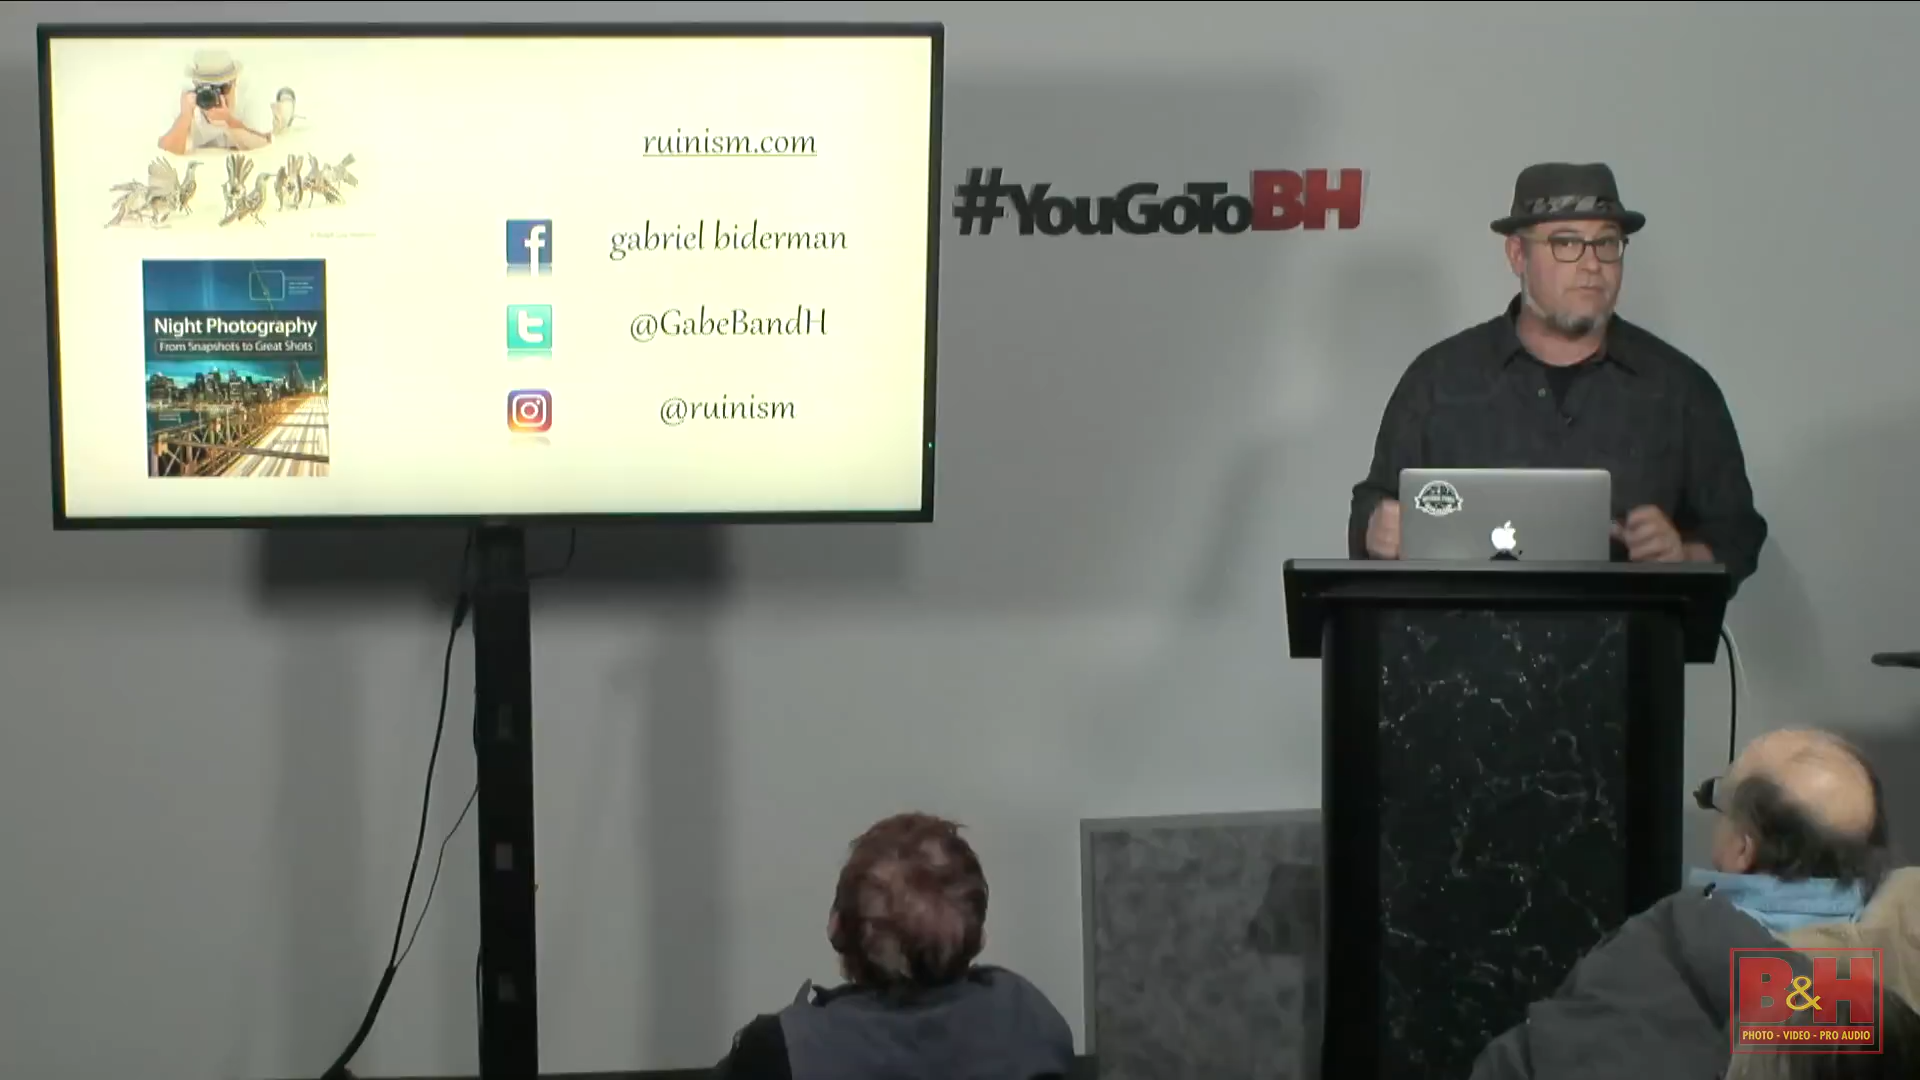 ruinism.com
gabriel biderman
@GabeBandH
@ruinism
Night Photography
From Snapshots to Great Shots
#YouGoToBH
B&H
PHOTO - VIDEO - PRO AUDIO